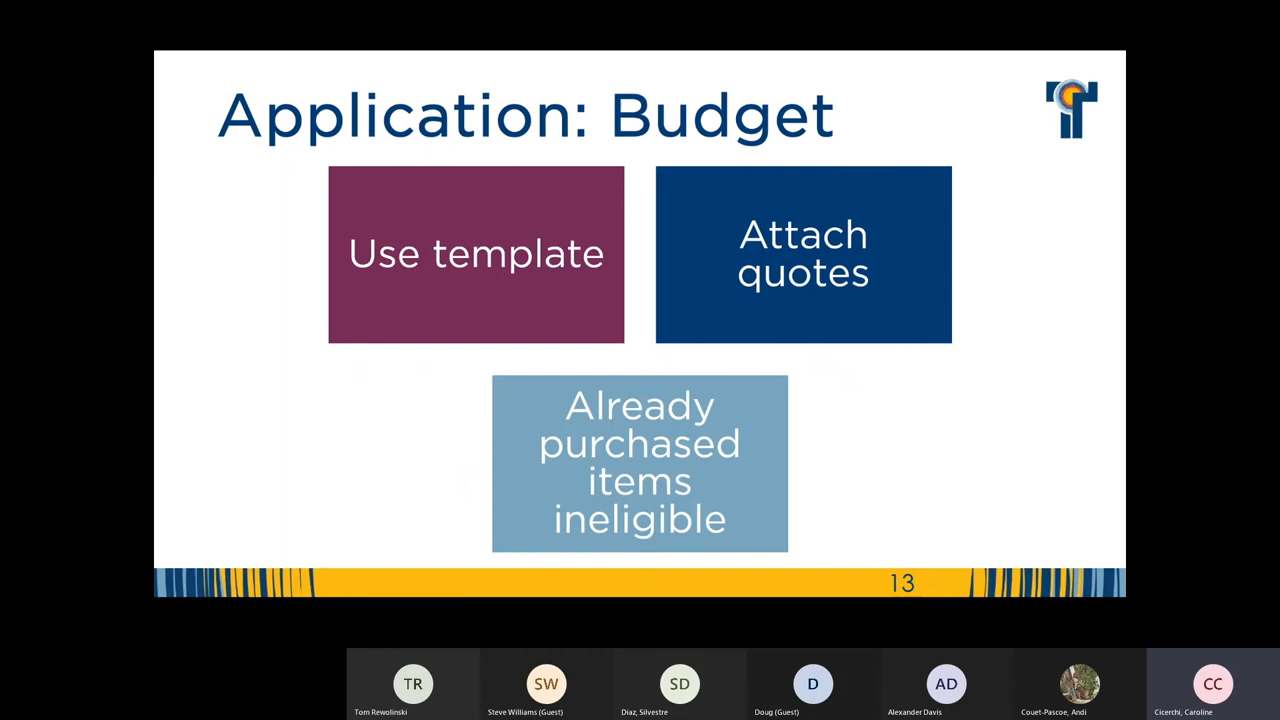 Application: Budget
Use template
Attach
quotes
Already
purchased
items
ineligible
13
TR
SW
SD
D
AD
CC
Tom Rewolinski
Steve Williams (Guest)
Diaz, Silvestre
Doug (Guest)
Alexander Davis
Couet-Pascoe, Andi
Cicerchi, Caroline